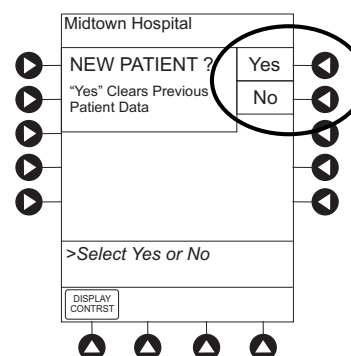 Midtown Hospital
NEW PATIENT ? Yes
"Yes" Clears Previous No
Patient Data
>Select Yes or No
DISPLAY
CONTRST